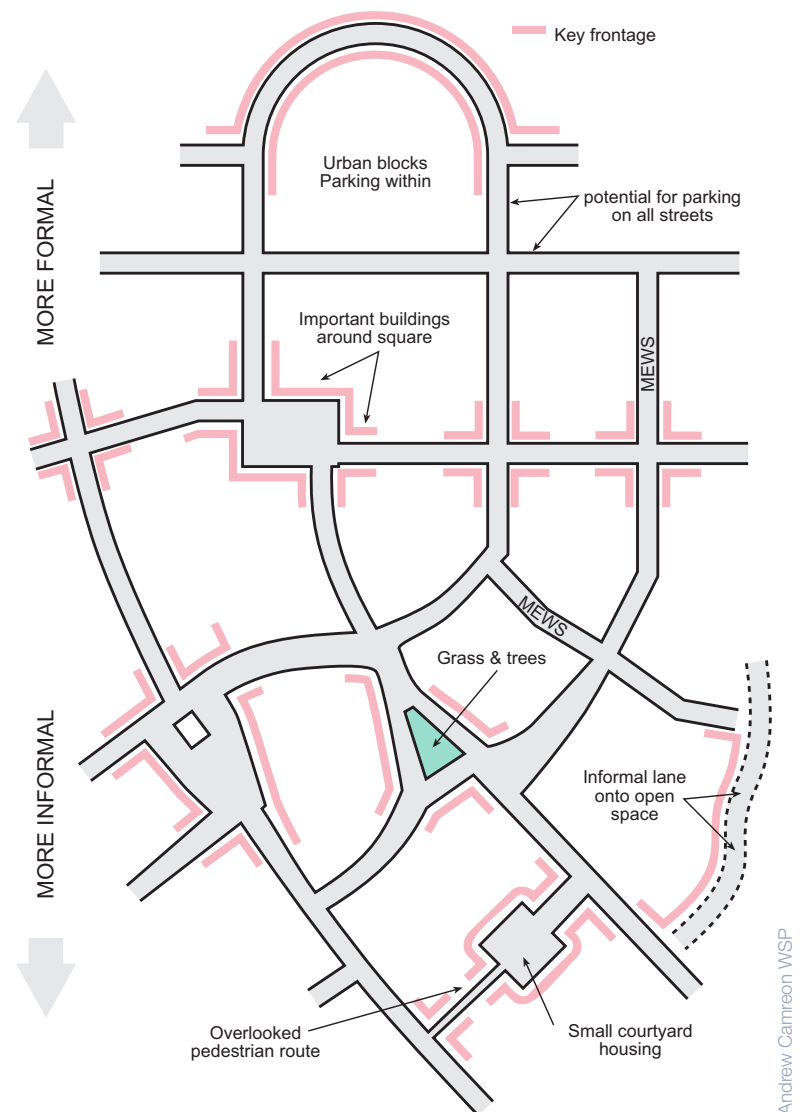 Key frontage
Urban blocks
Parking within
potential for parking
on all streets
MORE FORMAL
Important buildings
around square
MEWS
MEWS
Grass & trees
MORE INFORMAL
Informal lane
onto open
space
Overlooked
pedestrian route
Small courtyard
housing
Andrew Camreon WSP